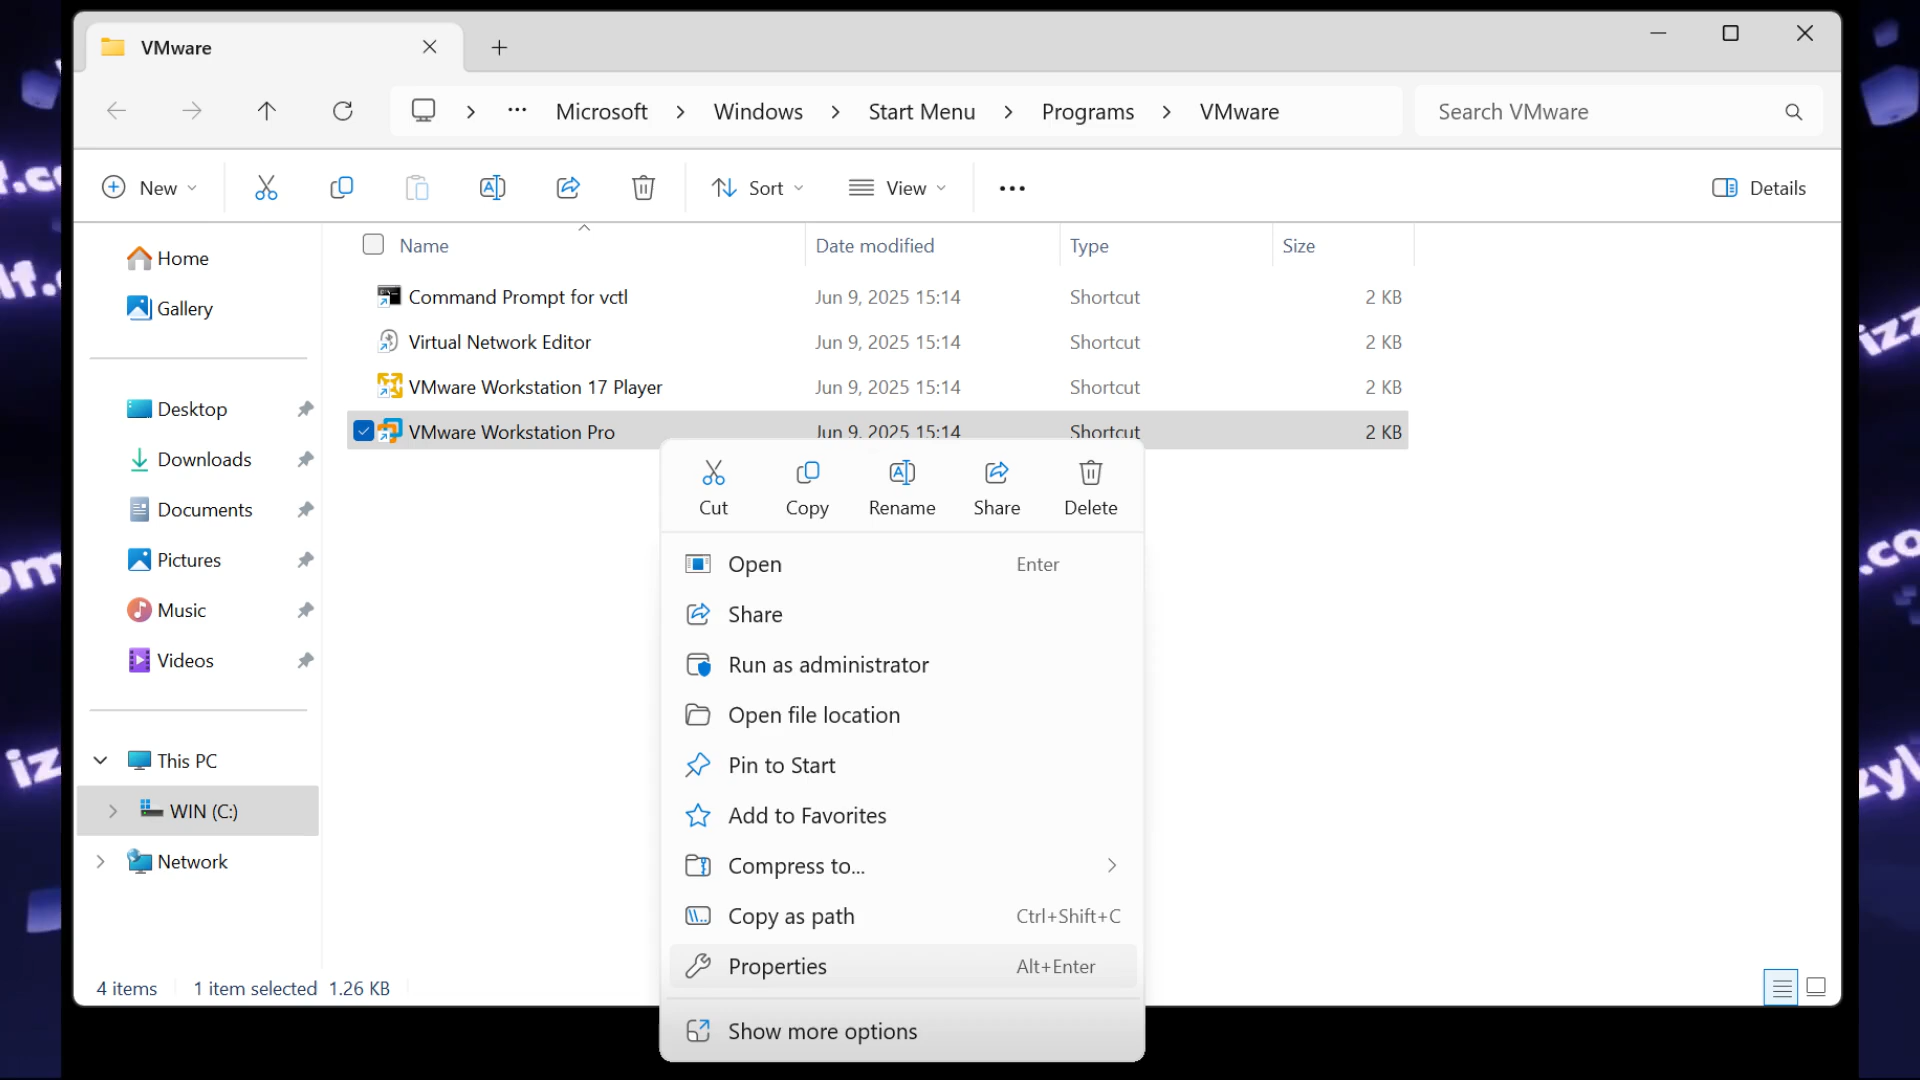 VMware
Microsoft > Windows > Start Menu > Programs > VMware
Search VMware
New
Sort
View
Details
Name
Date modified
Type
Size
Command Prompt for vctl Jun 9, 2025 15:14 Shortcut 2 KB
Virtual Network Editor Jun 9, 2025 15:14 Shortcut 2 KB
VMware Workstation 17 Player Jun 9, 2025 15:14 Shortcut 2 KB
VMware Workstation Pro Jun 9, 2025 15:14 Shortcut 2 KB
Home
Gallery
Desktop
Downloads
Documents
Pictures
Music
Videos
This PC
WIN (C:)
Network
Cut
Copy
Rename
Share
Delete
Open Enter
Share
Run as administrator
Open file location
Pin to Start
Add to Favorites
Compress to...
Copy as path Ctrl+Shift+C
Properties Alt+Enter
Show more options
4 items 1 item selected 1.26 KB